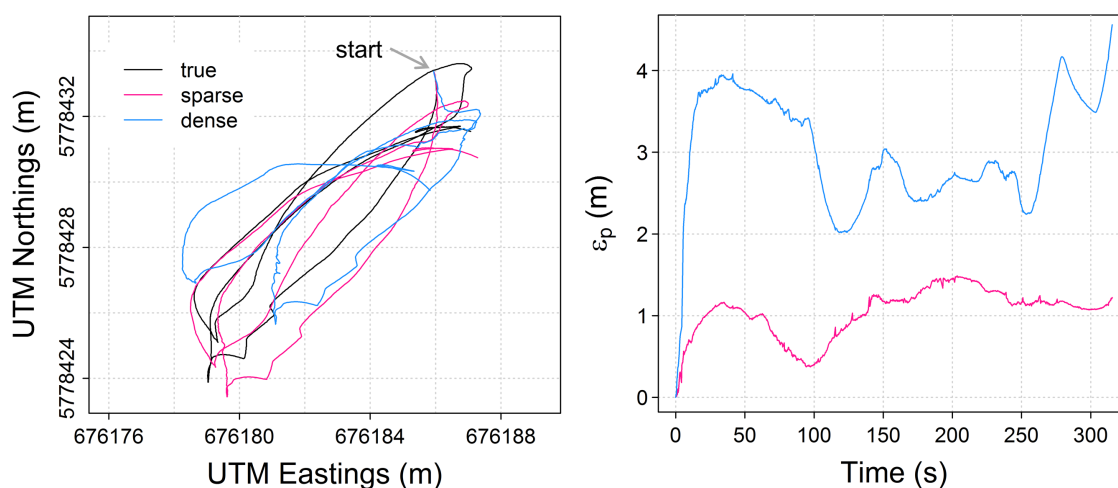 start
true
sparse
dense
UTM Northings (m)
5778432
5778428
5778424
676176 676180 676184 676188
UTM Eastings (m)
εp (m)
4
3
2
1
0
0 50 100 150 200 250 300
Time (s)